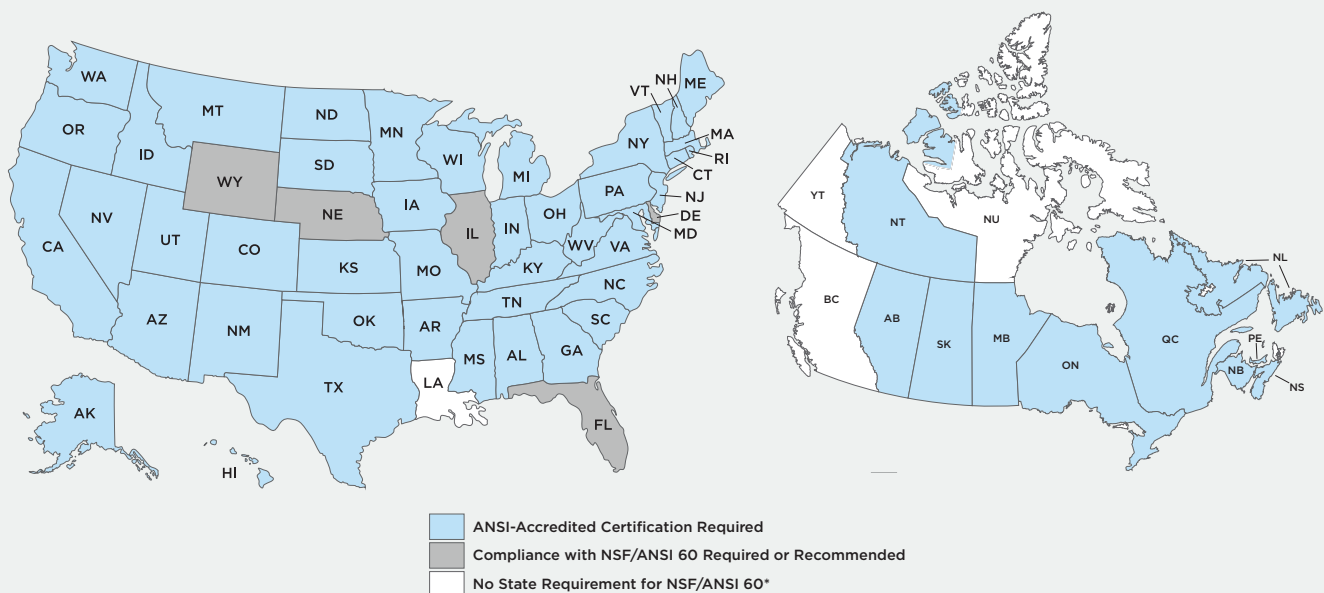 WA
MT
ND
MN
OR
ID
SD
WI
MI
NY
VT
NH
ME
MA
RI
CT
WY
NE
IA
PA
NJ
DE
MD
NV
UT
CO
CA
KS
MO
IL
IN
OH
WV
VA
KY
NC
TN
SC
AZ
NM
OK
AR
MS
AL
GA
TX
LA
FL
AK
HI
YT
NT
NU
BC
AB
SK
MB
ON
QC
NL
PE
NB
NS
ANSI-Accredited Certification Required
Compliance with NSF/ANSI 60 Required or Recommended
No State Requirement for NSF/ANSI 60*